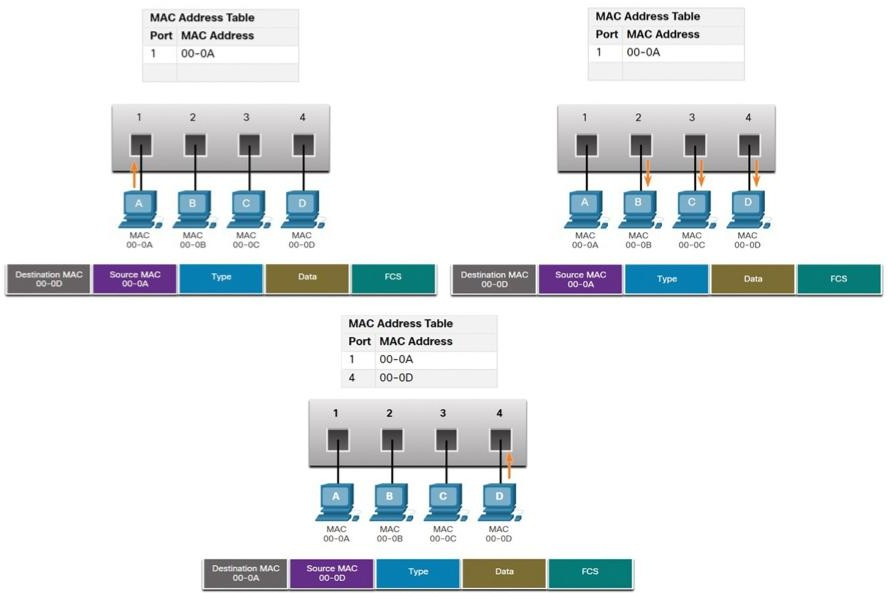 MAC Address Table
Port MAC Address
1 00-0A
1 2 3 4
A B C D
MAC MAC MAC MAC
00-0A 00-0B 00-0C 00-0D
Destination MAC Source MAC Type Data FCS
00-0D 00-0A
MAC Address Table
Port MAC Address
1 00-0A
1 2 3 4
A B C D
MAC MAC MAC MAC
00-0A 00-0B 00-0C 00-0D
Destination MAC Source MAC Type Data FCS
00-0D 00-0A
MAC Address Table
Port MAC Address
1 00-0A
4 00-0D
1 2 3 4
A B C D
MAC MAC MAC MAC
00-0A 00-0B 00-0C 00-0D
Destination MAC Source MAC Type Data FCS
00-0A 00-0D